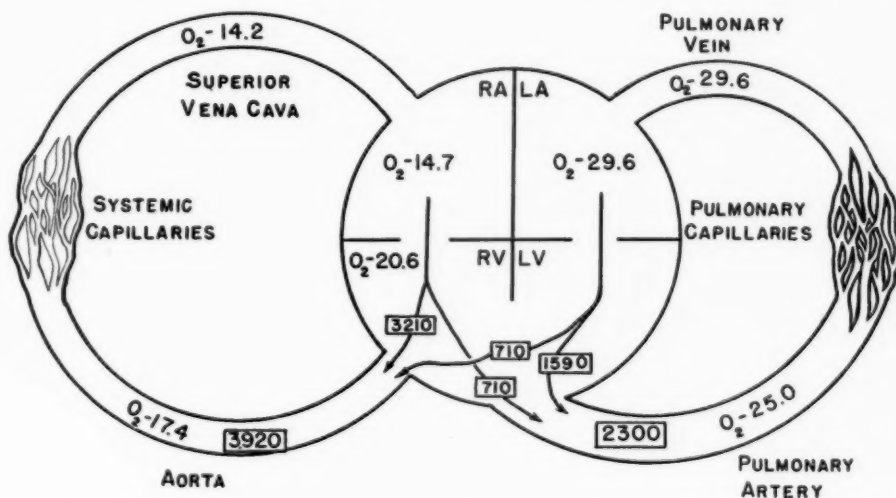 O₂-14.2
SUPERIOR
VENA CAVA
SYSTEMIC
CAPILLARIES
RA LA
O₂-14.7
O₂-29.6
RV LV
O₂-20.6
3210
710
710
1590
O₂-17.4
3920
AORTA
PULMONARY
VEIN
O₂-29.6
PULMONARY
CAPILLARIES
2300
O₂-25.0
PULMONARY
ARTERY